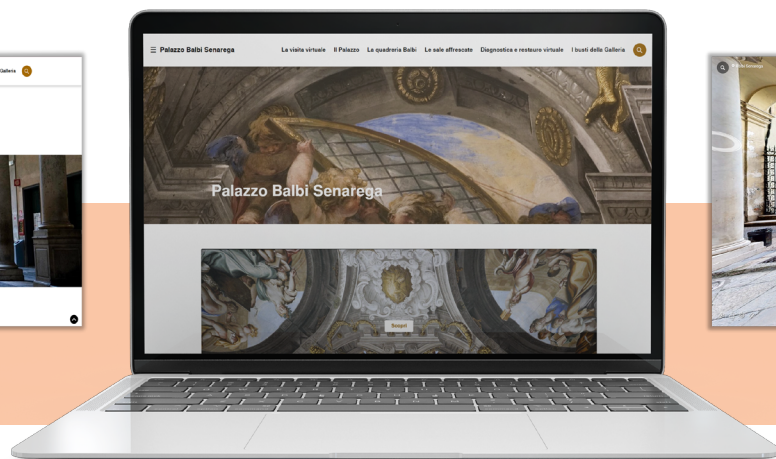 Galleria
Palazzo Balbi Senarega
La visita virtuale
Il Palazzo
La quadreria Balbi
Le sale affrescate
Diagnostica e restauro virtuale
I busti della Galleria
Palazzo Balbi Senarega
Scopri